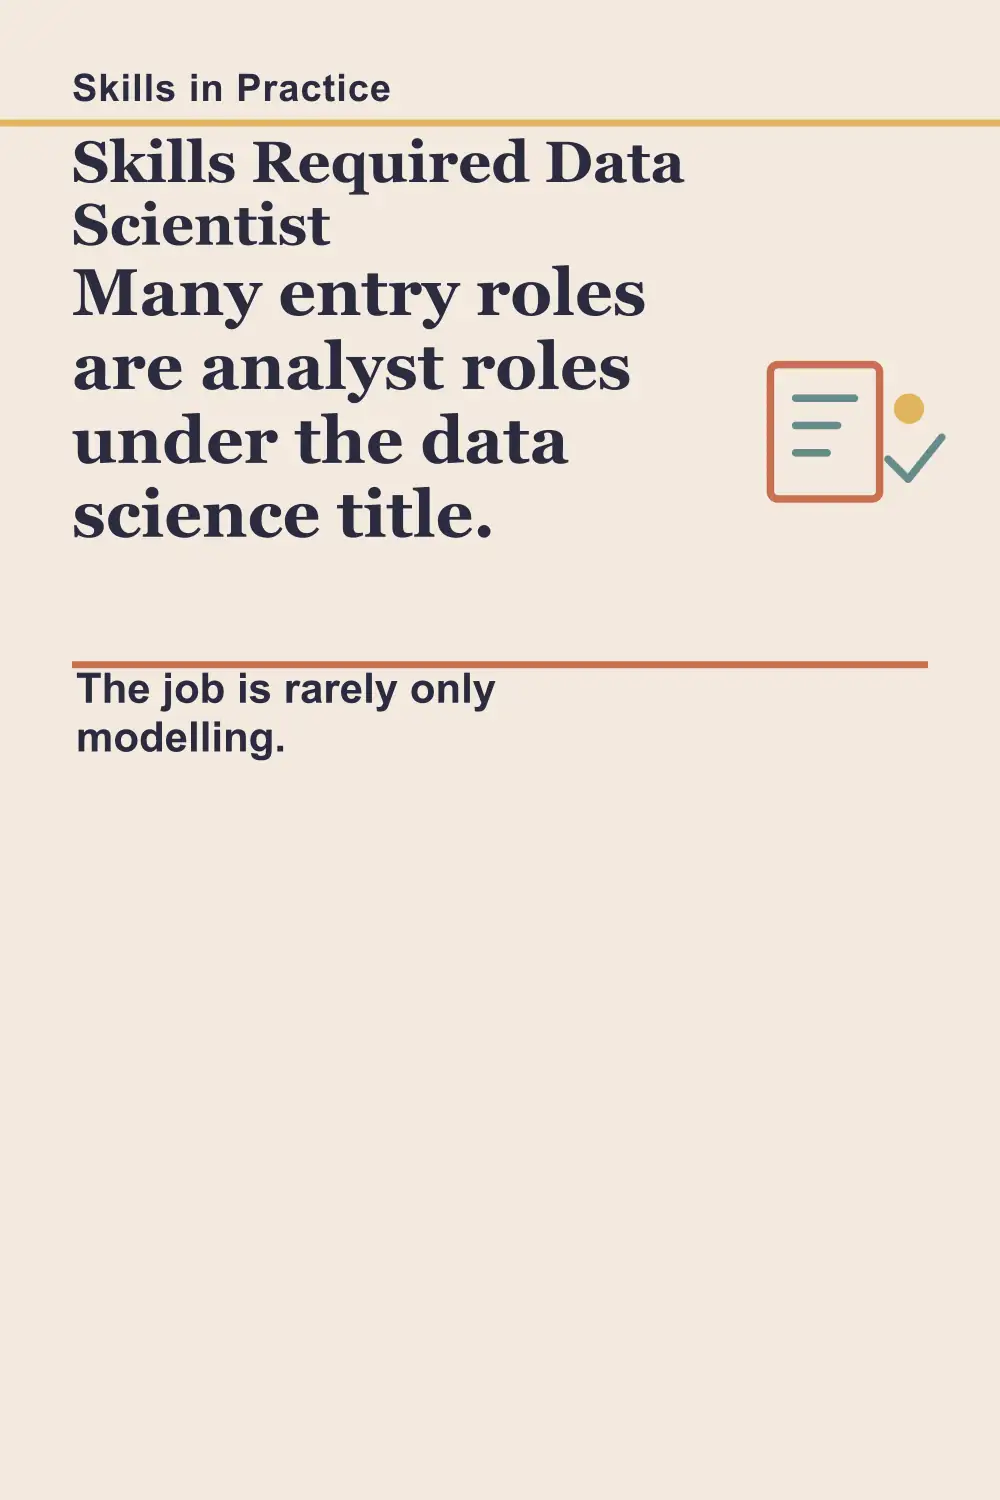 Skills in Practice
Skills Required Data
Scientist
Many entry roles
are analyst roles
under the data
science title.
The job is rarely only
modelling.